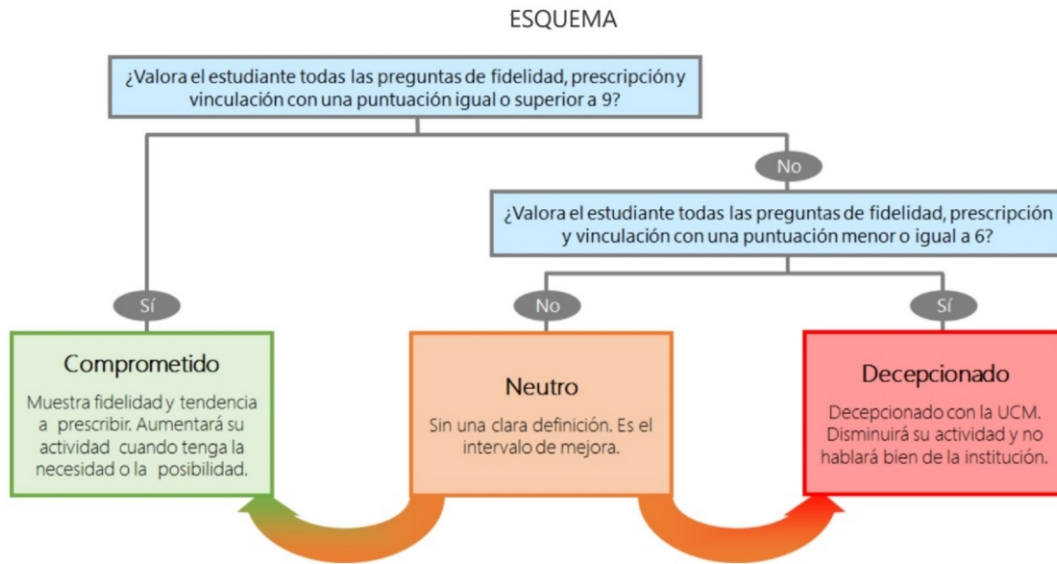 ESQUEMA
¿Valora el estudiante todas las preguntas de fidelidad, prescripción y
vinculación con una puntuación igual o superior a 9?
No
¿Valora el estudiante todas las preguntas de fidelidad, prescripción
y vinculación con una puntuación menor o igual a 6?
Sí
No
Sí
Comprometido
Muestra fidelidad y tendencia
a prescribir. Aumentará su
actividad cuando tenga la
necesidad o la posibilidad.
Neutro
Sin una clara definición. Es el
intervalo de mejora.
Decepcionado
Decepcionado con la UCM.
Disminuirá su actividad y no
hablará bien de la institución.